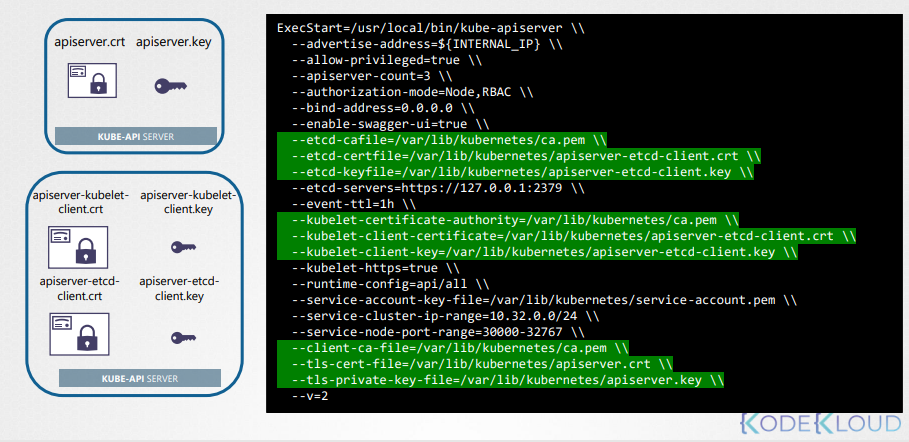 apiserver.crt apiserver.key
KUBE-API SERVER
apiserver-kubelet-
client.crt
apiserver-kubelet-
client.key
apiserver-etcd-
client.crt
apiserver-etcd-
client.key
KUBE-API SERVER
ExecStart=/usr/local/bin/kube-apiserver \\
--advertise-address=${INTERNAL_IP} \\
--allow-privileged=true \\
--apiserver-count=3 \\
--authorization-mode=Node,RBAC \\
--bind-address=0.0.0.0 \\
--enable-swagger-ui=true \\
--etcd-cafile=/var/lib/kubernetes/ca.pem \\
--etcd-certfile=/var/lib/kubernetes/apiserver-etcd-client.crt \\
--etcd-keyfile=/var/lib/kubernetes/apiserver-etcd-client.key \\
--etcd-servers=https://127.0.0.1:2379 \\
--event-ttl=1h \\
--kubelet-certificate-authority=/var/lib/kubernetes/ca.pem \\
--kubelet-client-certificate=/var/lib/kubernetes/apiserver-etcd-client.crt \\
--kubelet-client-key=/var/lib/kubernetes/apiserver-etcd-client.key \\
--kubelet-https=true \\
--runtime-config=api/all \\
--service-account-key-file=/var/lib/kubernetes/service-account.pem \\
--service-cluster-ip-range=10.32.0.0/24 \\
--service-node-port-range=30000-32767 \\
--client-ca-file=/var/lib/kubernetes/ca.pem \\
--tls-cert-file=/var/lib/kubernetes/apiserver.crt \\
--tls-private-key-file=/var/lib/kubernetes/apiserver.key \\
--v=2
KODEKLOUD